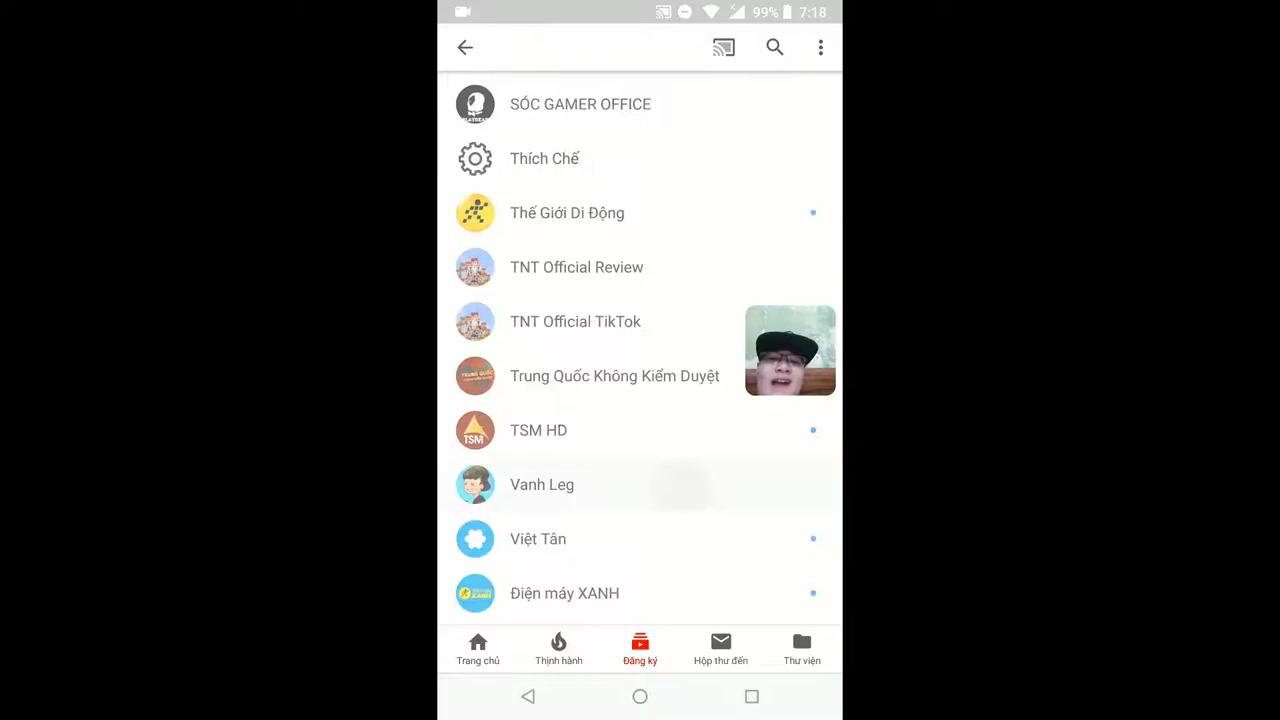 99% 7:18
SÓC GAMER OFFICE
Thích Chế
Thế Giới Di Động
TNT Official Review
TNT Official TikTok
Trung Quốc Không Kiểm Duyệt
TSM HD
TSM
Vanh Leg
Việt Tân
Điện máy XANH
Trang chủ
Thịnh hành
Đăng ký
Hộp thư đến
Thư viện